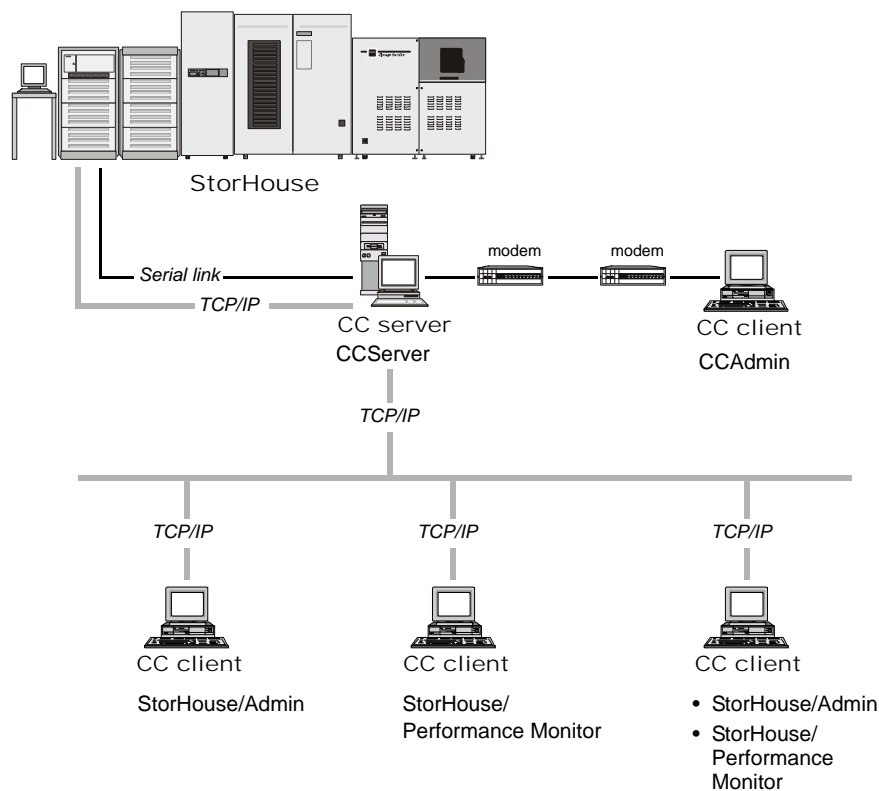 StorHouse
modem
modem
Serial link
TCP/IP
CC server
CCServer
CC client
CCAdmin
TCP/IP
TCP/IP
TCP/IP
TCP/IP
CC client
CC client
CC client
StorHouse/Admin
StorHouse/
Performance Monitor
• StorHouse/Admin
• StorHouse/
Performance
Monitor